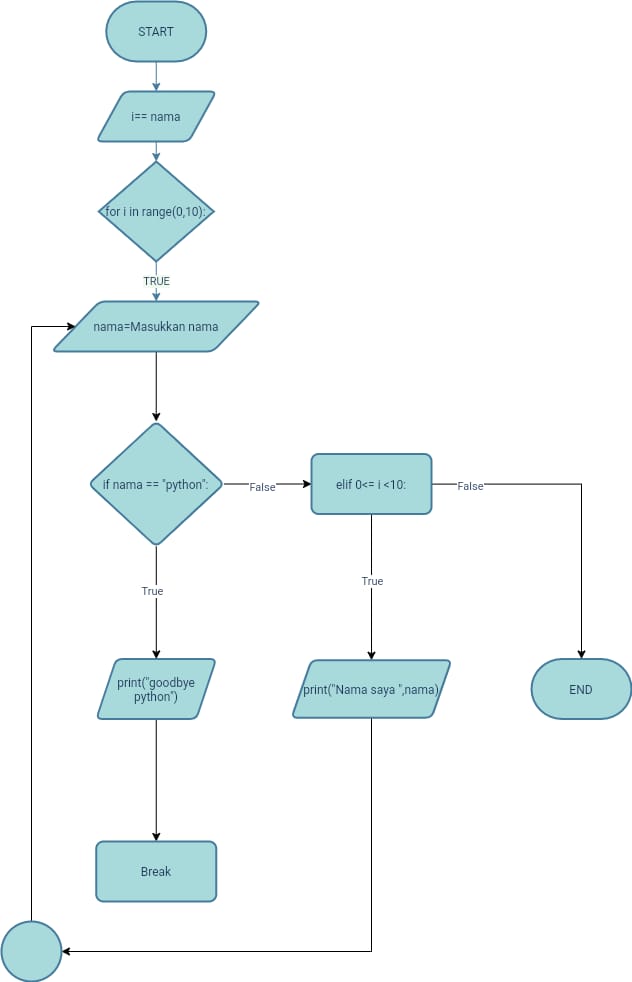 START
i== nama
for i in range(0,10):
TRUE
nama=Masukkan nama
if nama == "python":
False
elif 0<= i <10:
False
True
True
print("goodbye
python")
print("Nama saya ",nama)
END
Break